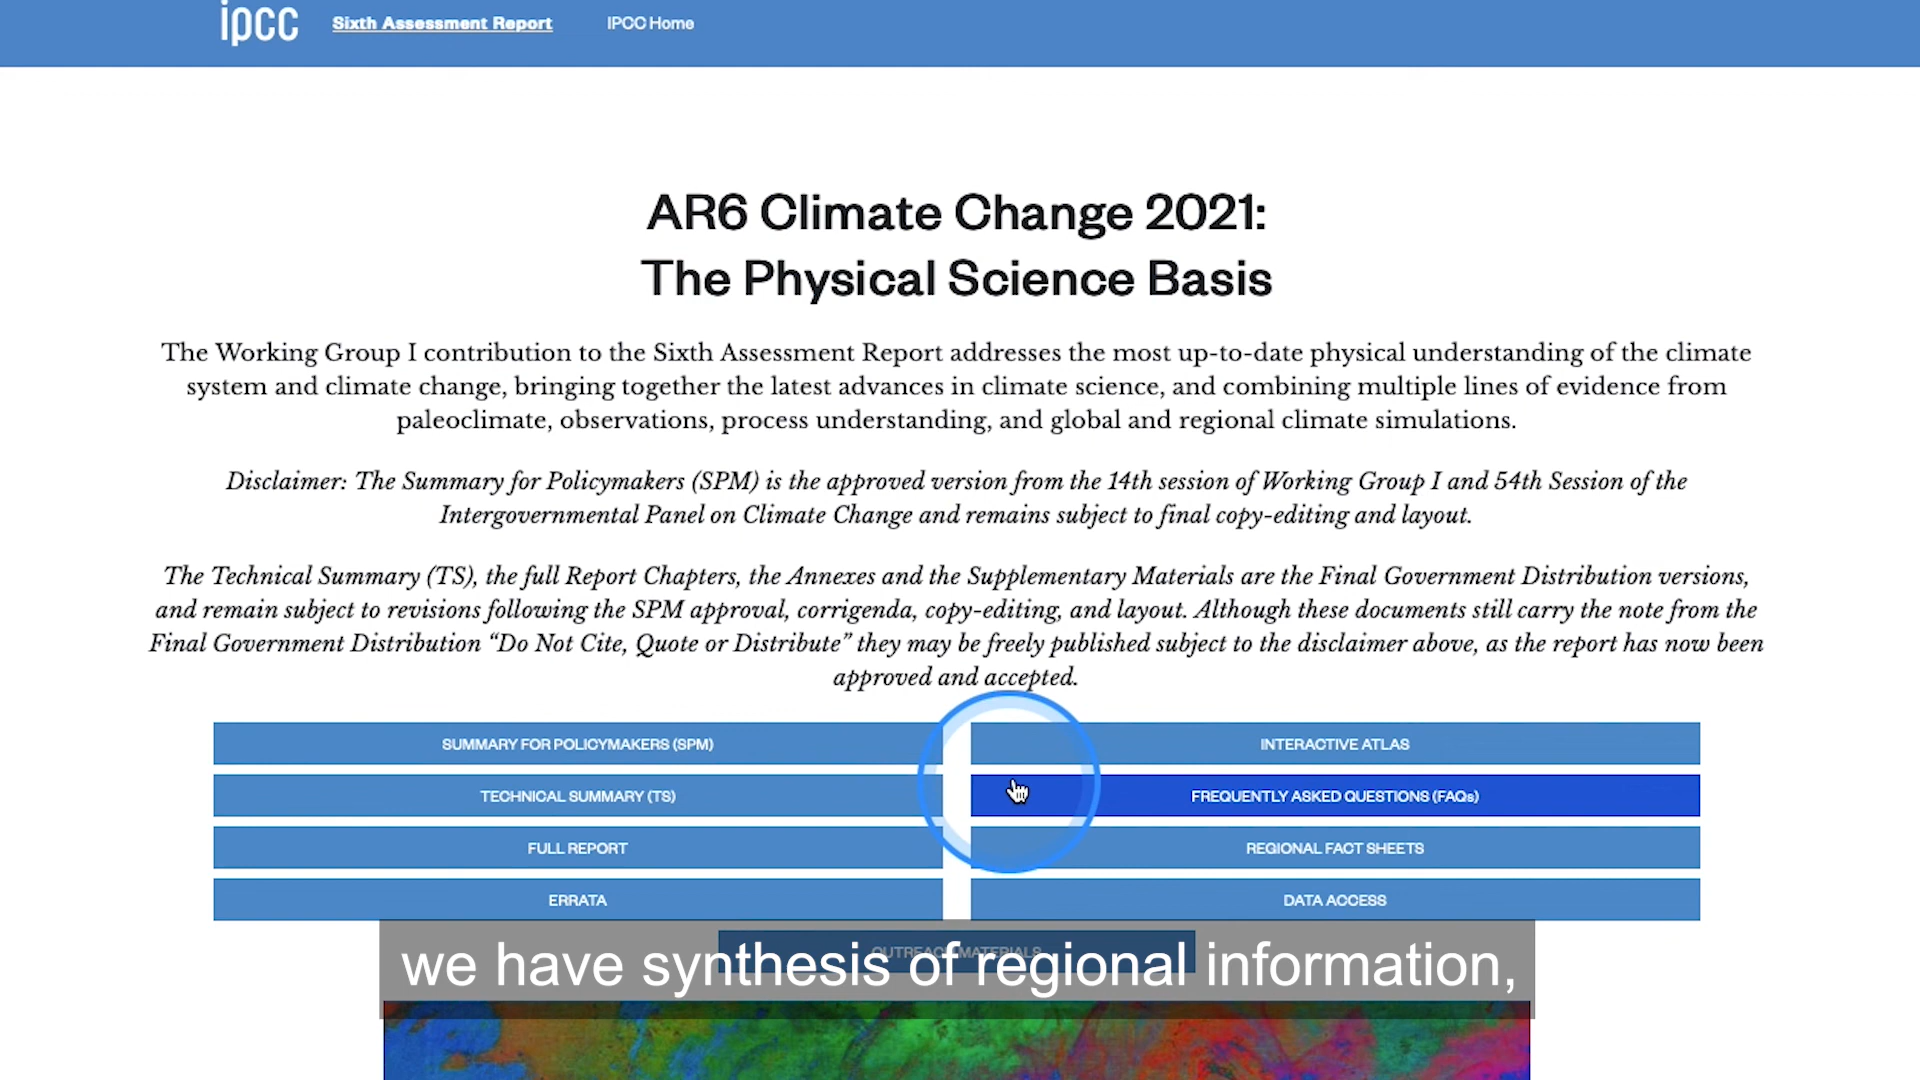 ipcc
Sixth Assessment Report
IPCC Home
AR6 Climate Change 2021:
The Physical Science Basis
The Working Group I contribution to the Sixth Assessment Report addresses the most up-to-date physical understanding of the climate
system and climate change, bringing together the latest advances in climate science, and combining multiple lines of evidence from
paleoclimate, observations, process understanding, and global and regional climate simulations.
Disclaimer: The Summary for Policymakers (SPM) is the approved version from the 14th session of Working Group I and 54th Session of the
Intergovernmental Panel on Climate Change and remains subject to final copy-editing and layout.
The Technical Summary (TS), the full Report Chapters, the Annexes and the Supplementary Materials are the Final Government Distribution versions,
and remain subject to revisions following the SPM approval, corrigenda, copy-editing, and layout. Although these documents still carry the note from the
Final Government Distribution “Do Not Cite, Quote or Distribute” they may be freely published subject to the disclaimer above, as the report has now been
approved and accepted.
SUMMARY FOR POLICYMAKERS (SPM)
INTERACTIVE ATLAS
TECHNICAL SUMMARY (TS)
FREQUENTLY ASKED QUESTIONS (FAQs)
FULL REPORT
REGIONAL FACT SHEETS
ERRATA
DATA ACCESS
OUTREACH MATERIALS
we have synthesis of regional information,